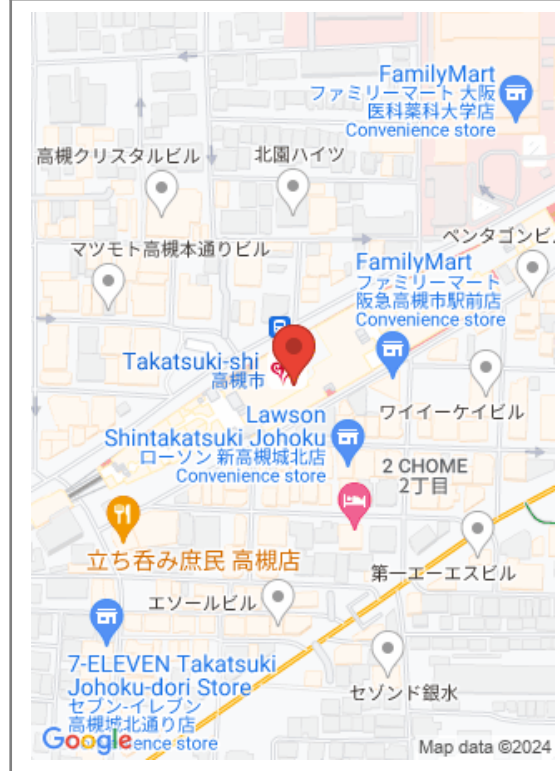 FamilyMart
ファミリーマート 大阪
医科薬科大学店
Convenience store
高槻クリスタルビル
北園ハイツ
マツモト高槻本通りビル
ペンタゴンビ
FamilyMart
ファミリーマート
阪急高槻市駅前店
Convenience store
Takatsuki-shi
高槻市
ワイイーケイビル
Lawson
Shintakatsuki Johoku
ローソン 新高槻城北店
Convenience store
2 CHOME
2丁目
立ち呑み庶民 高槻店
第一エーエスビル
エソールビル
7-ELEVEN Takatsuki
Johoku-dori Store
セブン-イレブン
高槻城北通り店
ence store
セゾンド銀水
Google
Map data ©2024